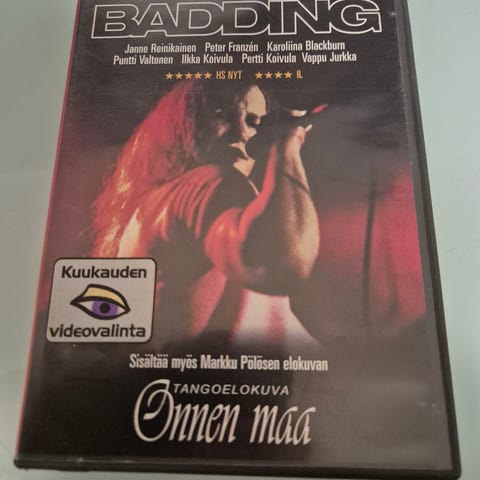 BADDING
Janne Reinikainen Peter Franzén Karoliina Blackburn
Puntti Valtonen Ilkka Koivula Pertti Koivula Vappu Jurkka
★★★★★ HS NYT ★★★★ IL
Kuukauden
videovalinta
Sisältää myös Markku Pölösen elokuvan
TANGOELOKUVA
Onnen maa